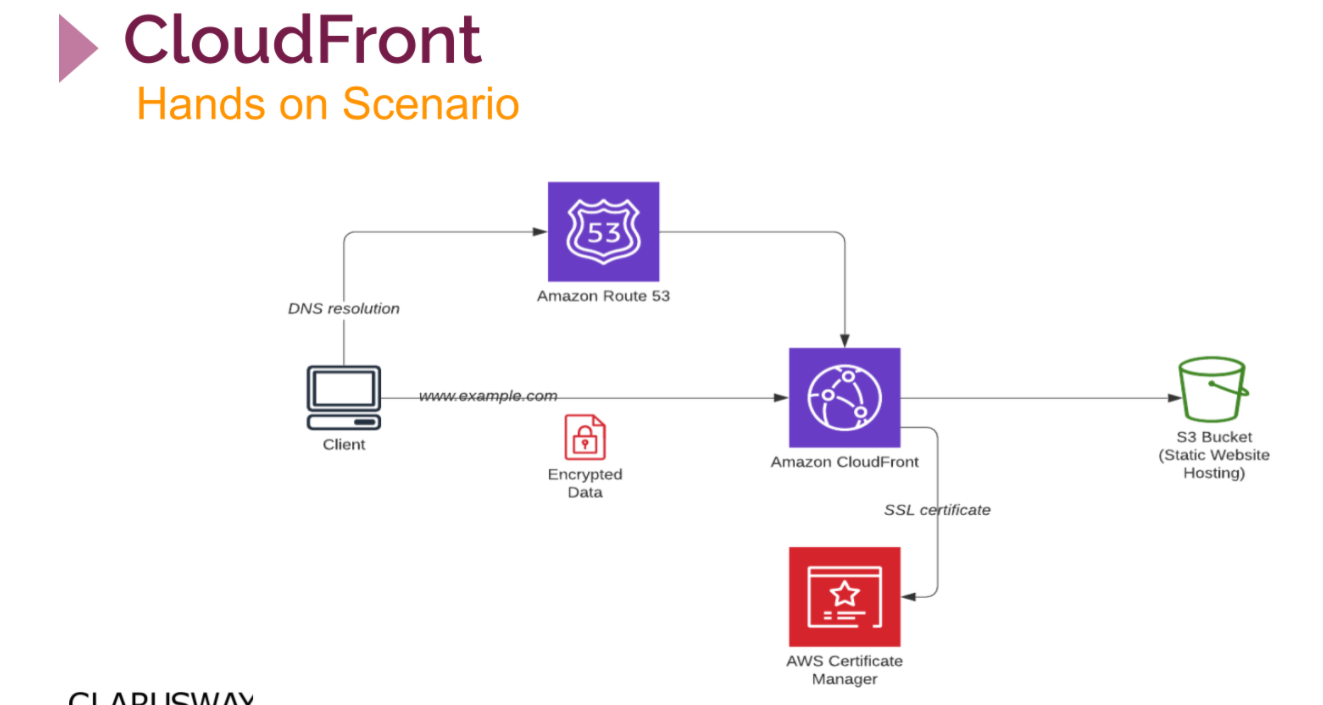 CloudFront
Hands on Scenario
53
Amazon Route 53
DNS resolution
www.example.com
Client
Encrypted
Data
Amazon CloudFront
S3 Bucket
(Static Website
Hosting)
SSL certificate
AWS Certificate
Manager
CLARUSWAY